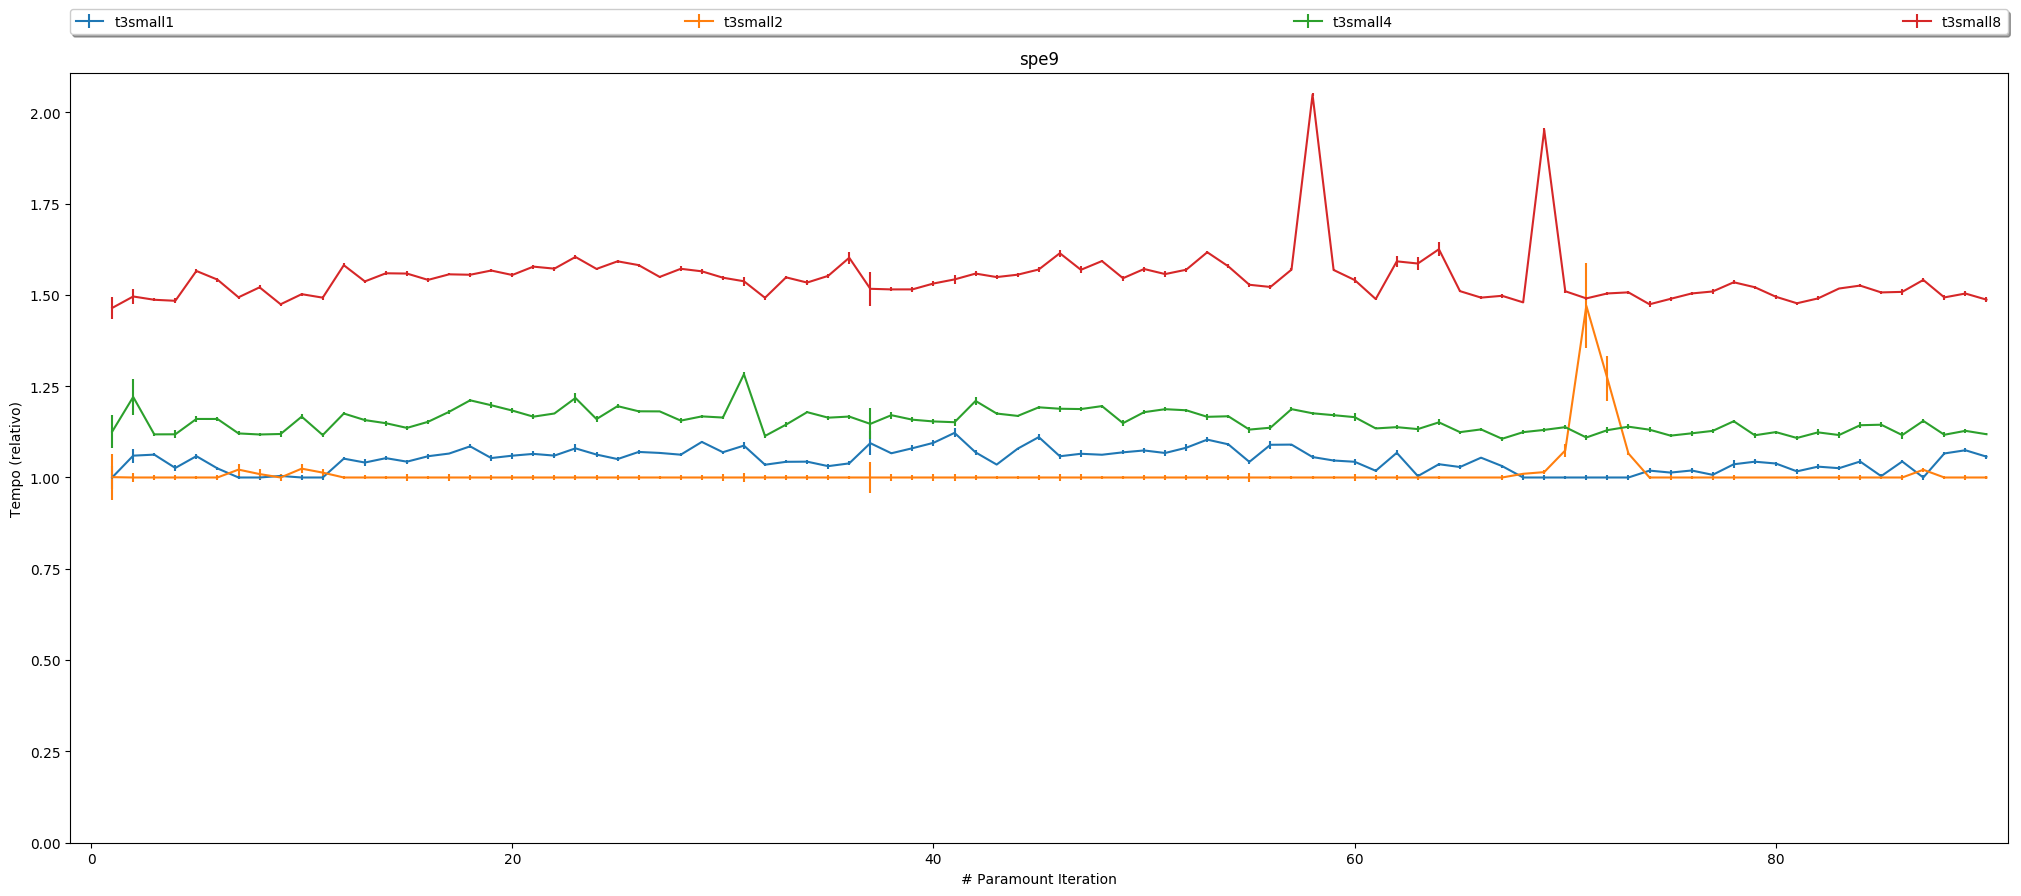 t3small1 t3small2 t3small4 t3small8
spe9
2.00
1.75
1.50
1.25
1.00
0.75
0.50
0.25
0.00
Tempo (relativo)
0 20 40 60 80
# Paramount Iteration